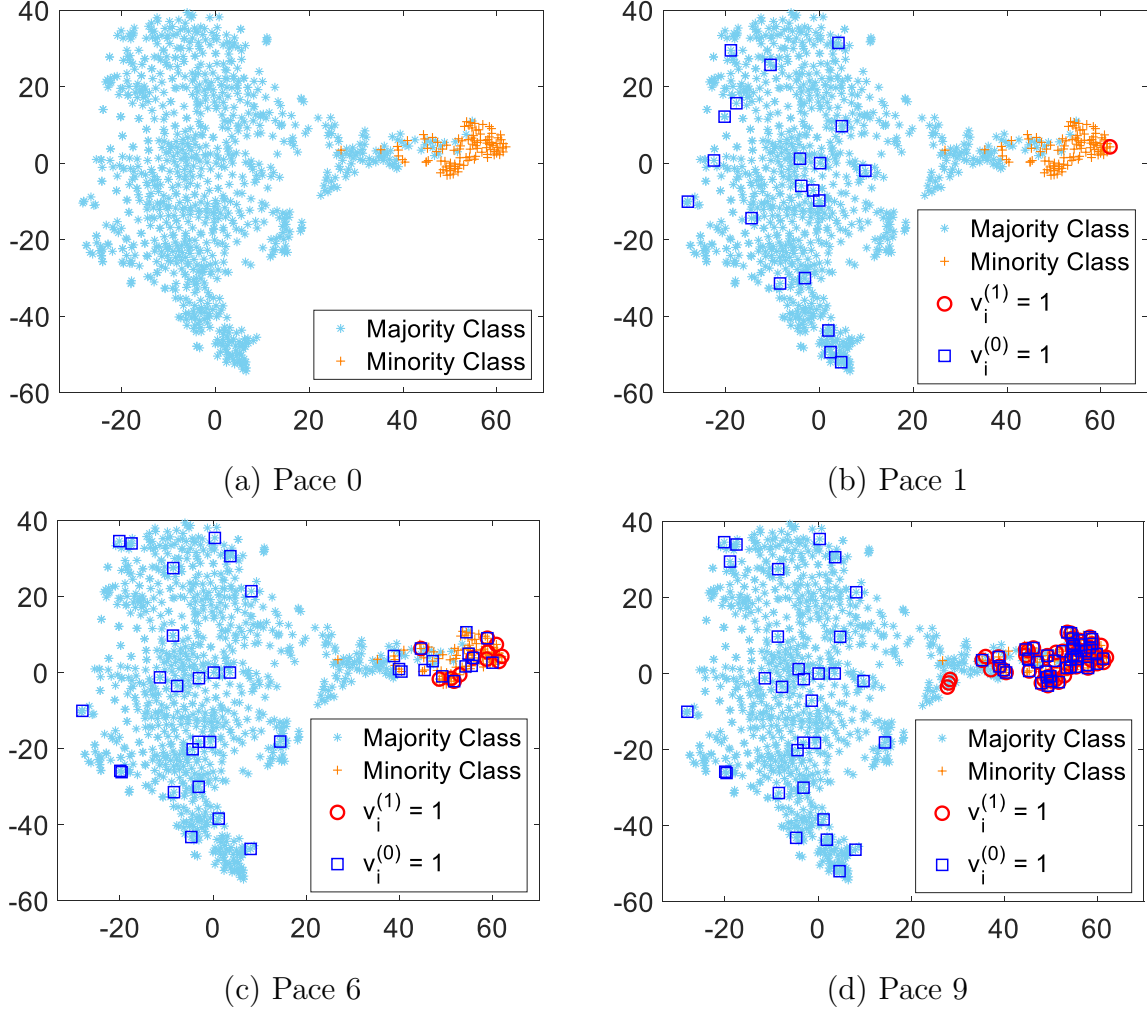 40
20
0
-20
-40
-60
-20 0 20 40 60
Majority Class
Minority Class
(a) Pace 0
40
20
0
-20
-40
-60
-20 0 20 40 60
Majority Class
Minority Class
v_i^(1) = 1
v_i^(0) = 1
(b) Pace 1
40
20
0
-20
-40
-60
-20 0 20 40 60
Majority Class
Minority Class
v_i^(1) = 1
v_i^(0) = 1
(c) Pace 6
40
20
0
-20
-40
-60
-20 0 20 40 60
Majority Class
Minority Class
v_i^(1) = 1
v_i^(0) = 1
(d) Pace 9